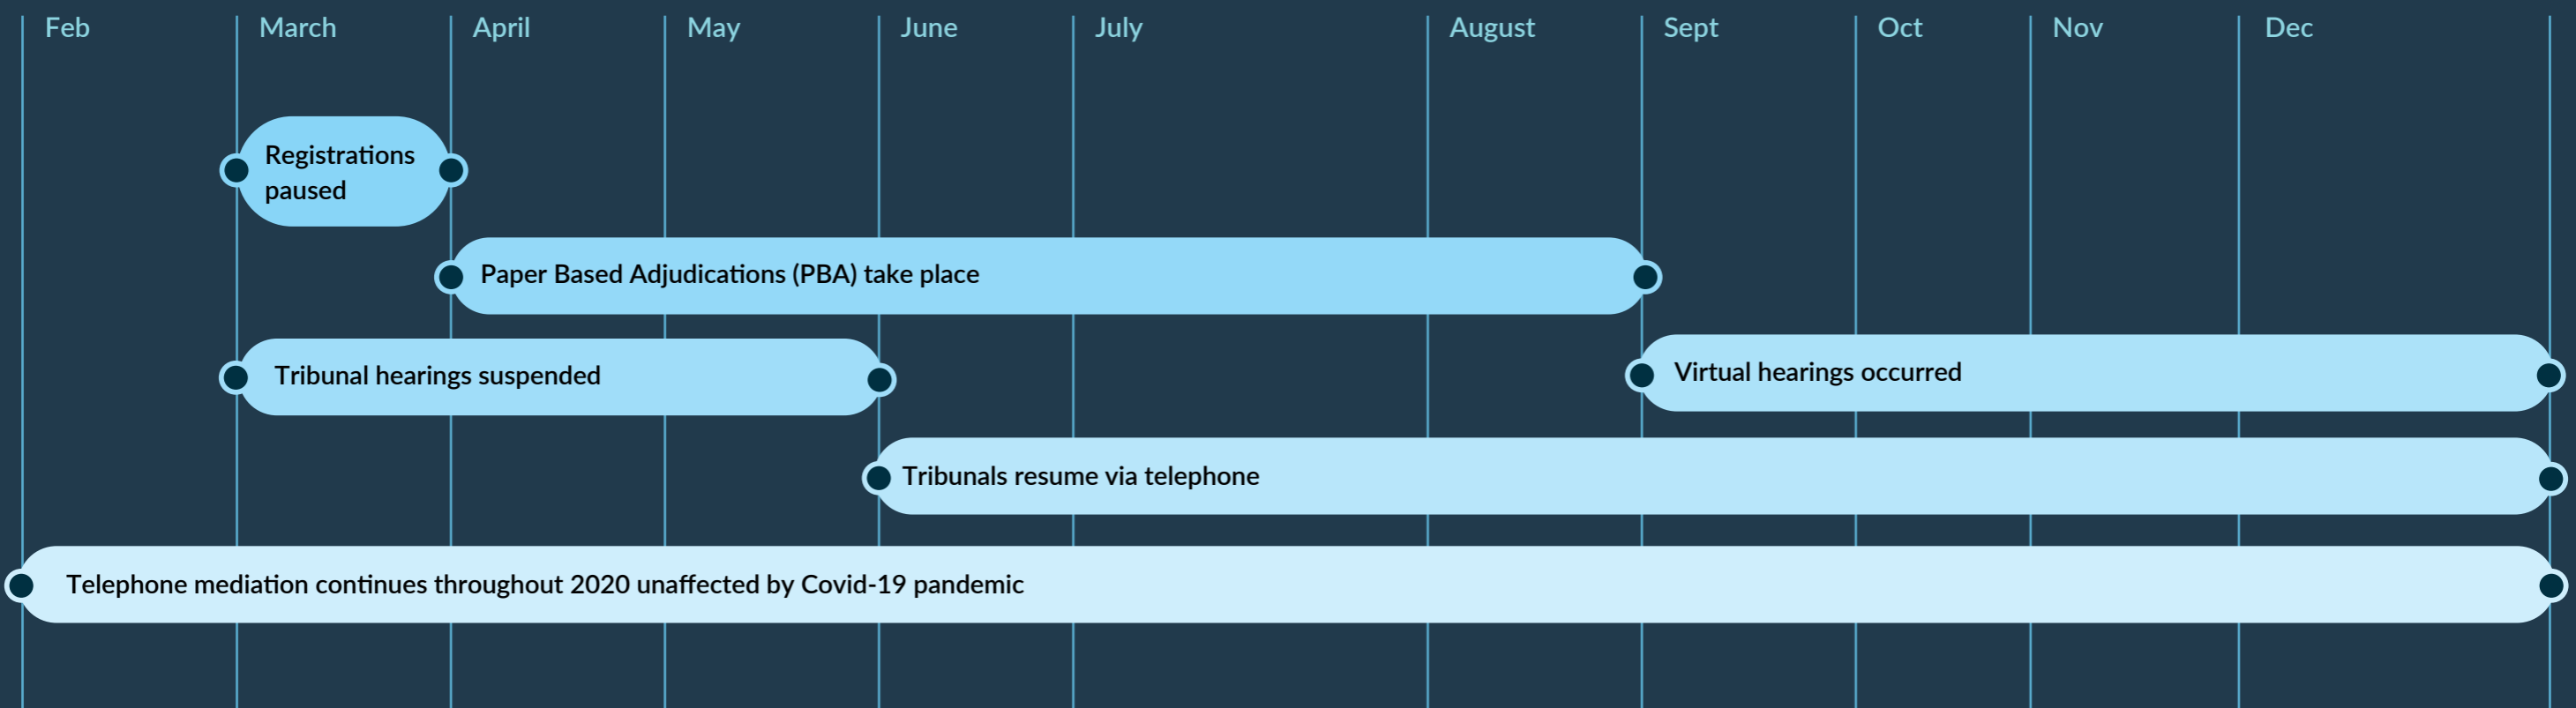 Feb March April May June July August Sept Oct Nov Dec
Registrations
paused
Paper Based Adjudications (PBA) take place
Tribunal hearings suspended
Virtual hearings occurred
Tribunals resume via telephone
Telephone mediation continues throughout 2020 unaffected by Covid-19 pandemic